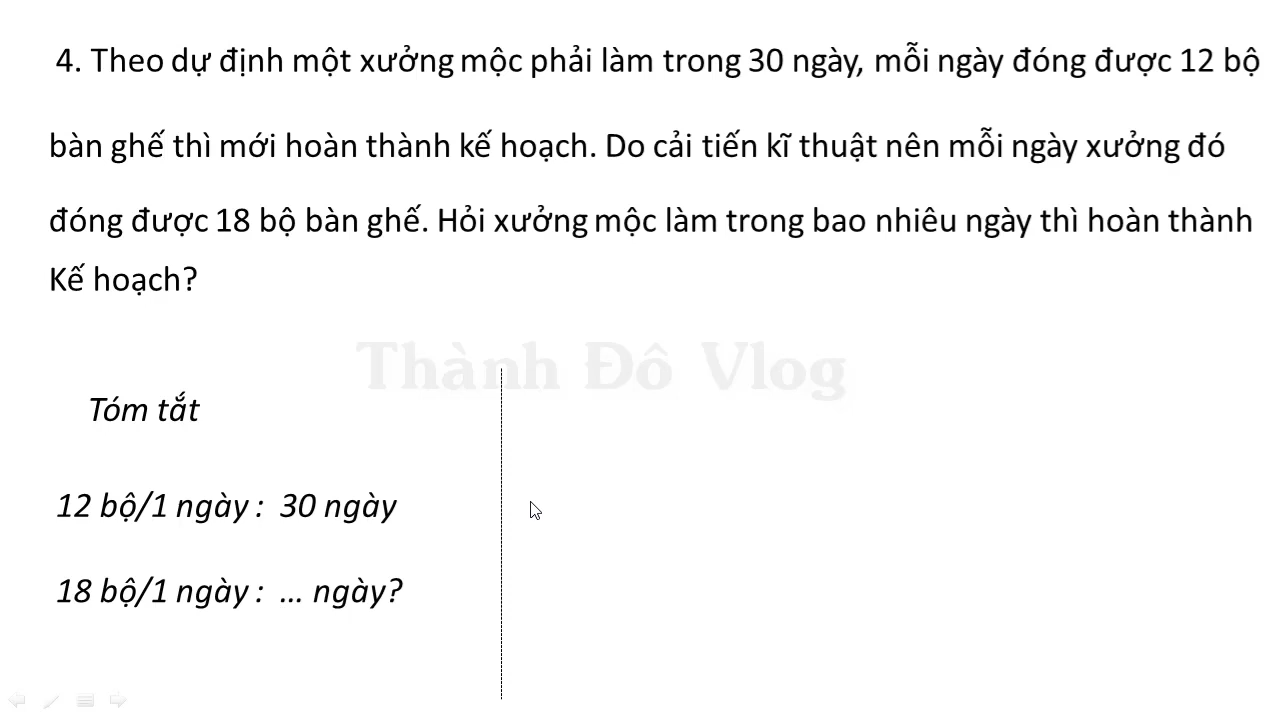 4. Theo dự định một xưởng mộc phải làm trong 30 ngày, mỗi ngày đóng được 12 bộ
bàn ghế thì mới hoàn thành kế hoạch. Do cải tiến kĩ thuật nên mỗi ngày xưởng đó
đóng được 18 bộ bàn ghế. Hỏi xưởng mộc làm trong bao nhiêu ngày thì hoàn thành
Kế hoạch?
Thành Đô Vlog
Tóm tắt
12 bộ/1 ngày : 30 ngày
18 bộ/1 ngày : ... ngày?